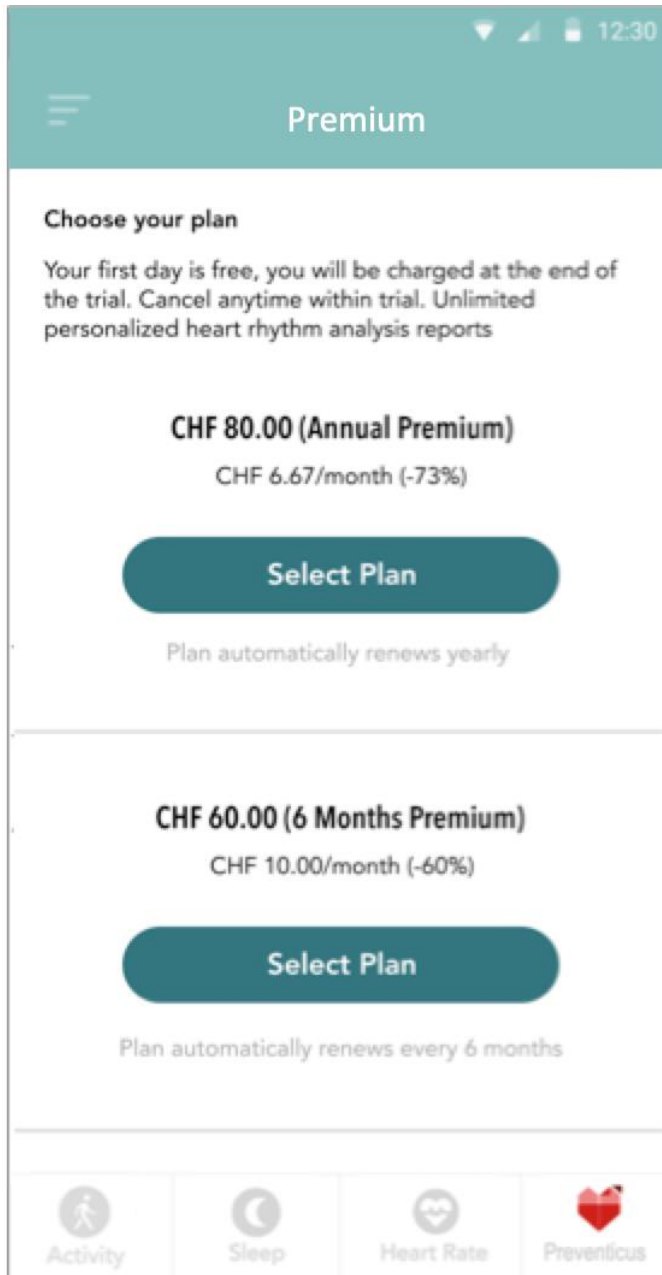 12:30
Premium
Choose your plan
Your first day is free, you will be charged at the end of
the trial. Cancel anytime within trial. Unlimited
personalized heart rhythm analysis reports
CHF 80.00 (Annual Premium)
CHF 6.67/month (-73%)
Select Plan
Plan automatically renews yearly
CHF 60.00 (6 Months Premium)
CHF 10.00/month (-60%)
Select Plan
Plan automatically renews every 6 months
Activity Sleep Heart Rate Preventicus